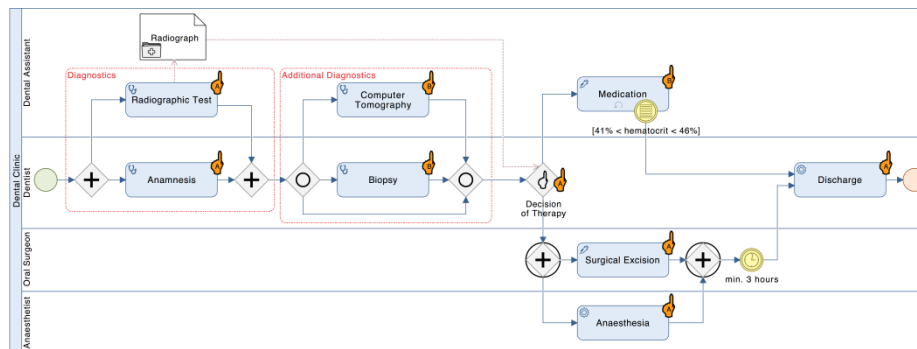 Dental Clinic
Dental Assistant
Dentist
Oral Surgeon
Anaesthetist
Radiograph
Diagnostics
Additional Diagnostics
Radiographic Test
A
Computer
Tomography
B
Medication
B
[41% < hematocrit < 46%]
Anamnesis
A
Biopsy
B
A
Decision
of Therapy
Discharge
A
Surgical Excision
A
min. 3 hours
Anaesthesia
A